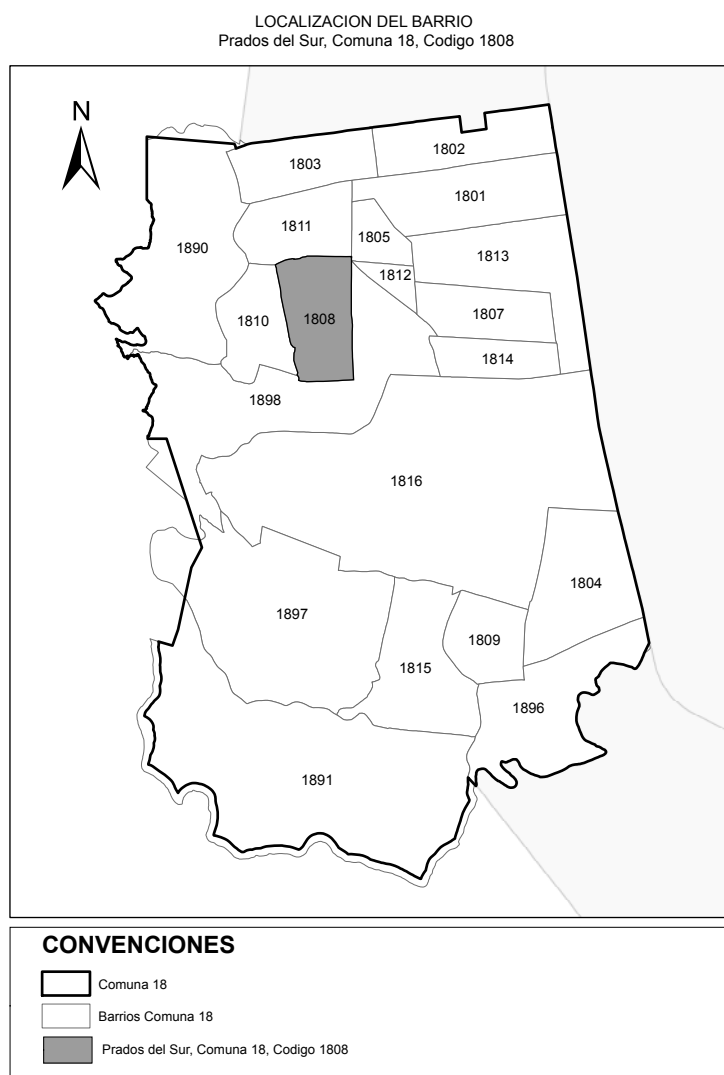 LOCALIZACION DEL BARRIO
Prados del Sur, Comuna 18, Codigo 1808
N
1802
1803
1801
1811
1805
1890
1813
1812
1807
1810
1808
1814
1898
1816
1804
1897
1809
1815
1896
1891
CONVENCIONES
Comuna 18
Barrios Comuna 18
Prados del Sur, Comuna 18, Codigo 1808